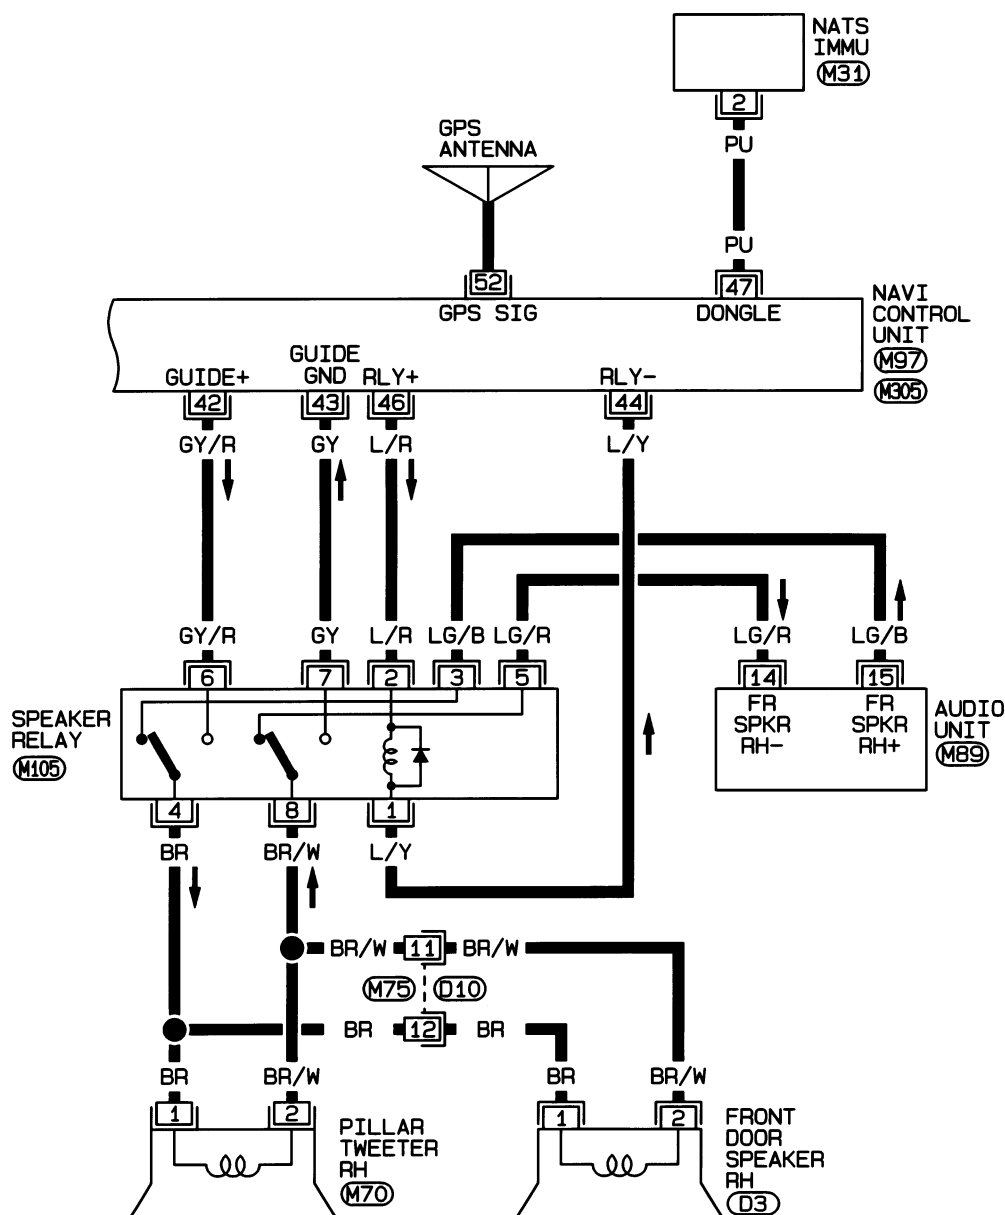 NATS
IMMU
M31
2
PU
GPS
ANTENNA
PU
52
47
GPS SIG
DONGLE
NAVI
CONTROL
UNIT
M97
M305
GUIDE+
GUIDE
GND
RLY+
RLY-
42
43
46
44
GY/R
GY
L/R
L/Y
GY/R
GY
L/R
LG/B
LG/R
LG/R
LG/B
6
7
2
3
5
14
15
SPEAKER
RELAY
M105
FR
SPKR
RH-
FR
SPKR
RH+
AUDIO
UNIT
M89
4
8
1
BR
BR/W
L/Y
BR/W
11
BR/W
M75
D10
BR
12
BR
BR
BR/W
BR
BR/W
1
2
1
2
PILLAR
TWEETER
RH
M70
FRONT
DOOR
SPEAKER
RH
D3